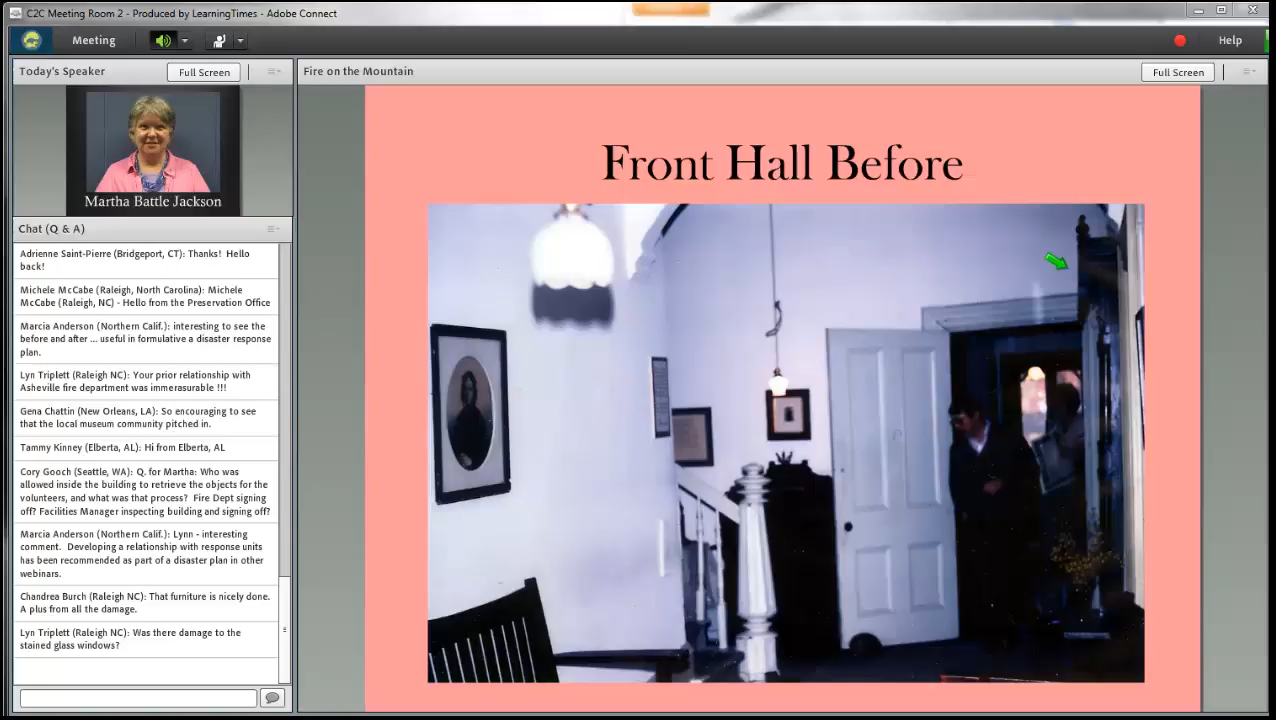 C2C Meeting Room 2 - Produced by LearningTimes - Adobe Connect
Meeting
Help
Today's Speaker
Full Screen
Fire on the Mountain
Full Screen
Martha Battle Jackson
Chat (Q & A)
Adrienne Saint-Pierre (Bridgeport, CT): Thanks! Hello
back!
Michele McCabe (Raleigh, North Carolina): Michele
McCabe (Raleigh, NC) - Hello from the Preservation Office
Marcia Anderson (Northern Calif.): interesting to see the
before and after ... useful in formulative a disaster response
plan.
Lyn Triplett (Raleigh NC): Your prior relationship with
Asheville fire department was immerasurable !!!
Gena Chattin (New Orleans, LA): So encouraging to see
that the local museum community pitched in.
Tammy Kinney (Elberta, AL): Hi from Elberta, AL
Cory Gooch (Seattle, WA): Q. for Martha: Who was
allowed inside the building to retrieve the objects for the
volunteers, and what was that process? Fire Dept signing
off? Facilities Manager inspecting building and signing off?
Marcia Anderson (Northern Calif.): Lynn - interesting
comment. Developing a relationship with response units
has been recommended as part of a disaster plan in other
webinars.
Chandrea Burch (Raleigh NC): That furniture is nicely done.
A plus from all the damage.
Lyn Triplett (Raleigh NC): Was there damage to the
stained glass windows?
Front Hall Before